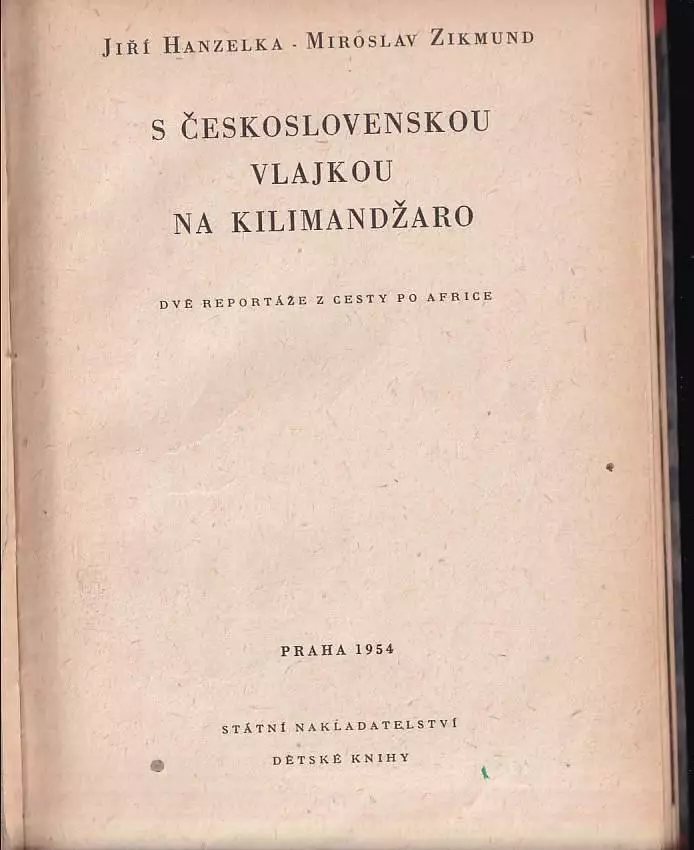 JIŘÍ HANZELKA · MIROSLAV ZIKMUND
S ČESKOSLOVENSKOU
VLAJKOU
NA KILIMANDŽARO
DVĚ REPORTÁŽE Z CESTY PO AFRICE
PRAHA 1954
STÁTNÍ NAKLADATELSTVÍ
DĚTSKÉ KNIHY